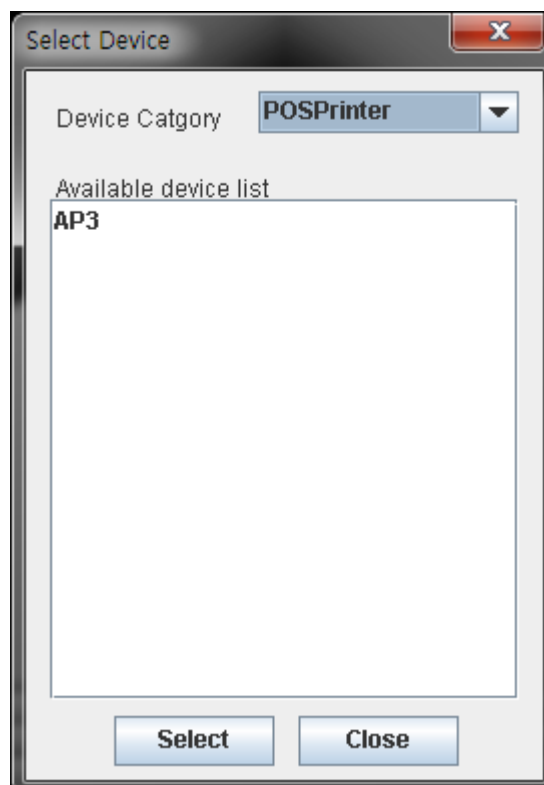 Select Device
Device Catgory POSPrinter
Available device list
AP3
Select Close